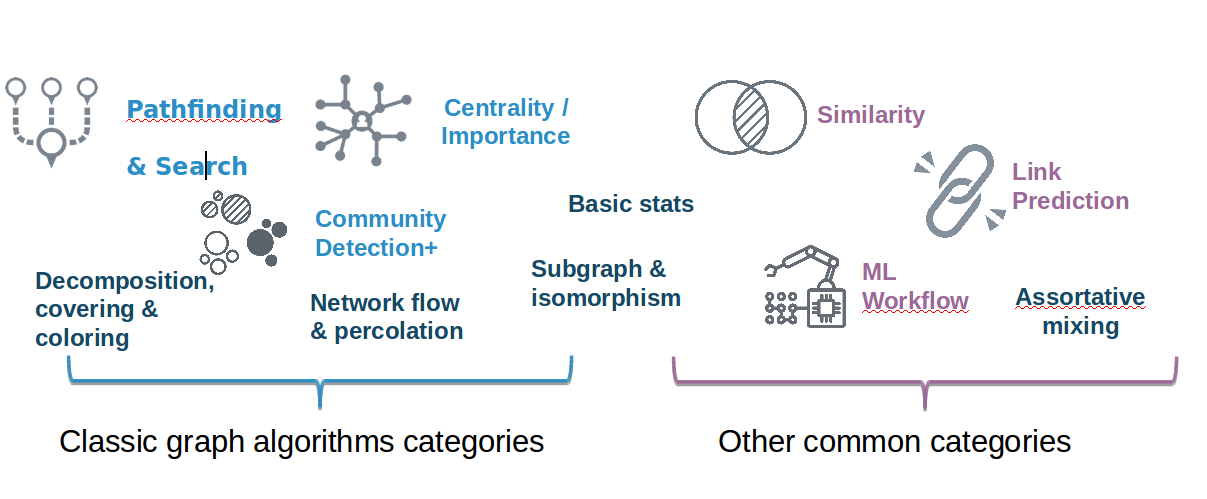 Pathfinding
& Search
Centrality /
Importance
Community
Detection+
Decomposition,
covering &
coloring
Network flow
& percolation
Basic stats
Subgraph &
isomorphism
Classic graph algorithms categories
Similarity
Link
Prediction
ML
Workflow
Assortative
mixing
Other common categories